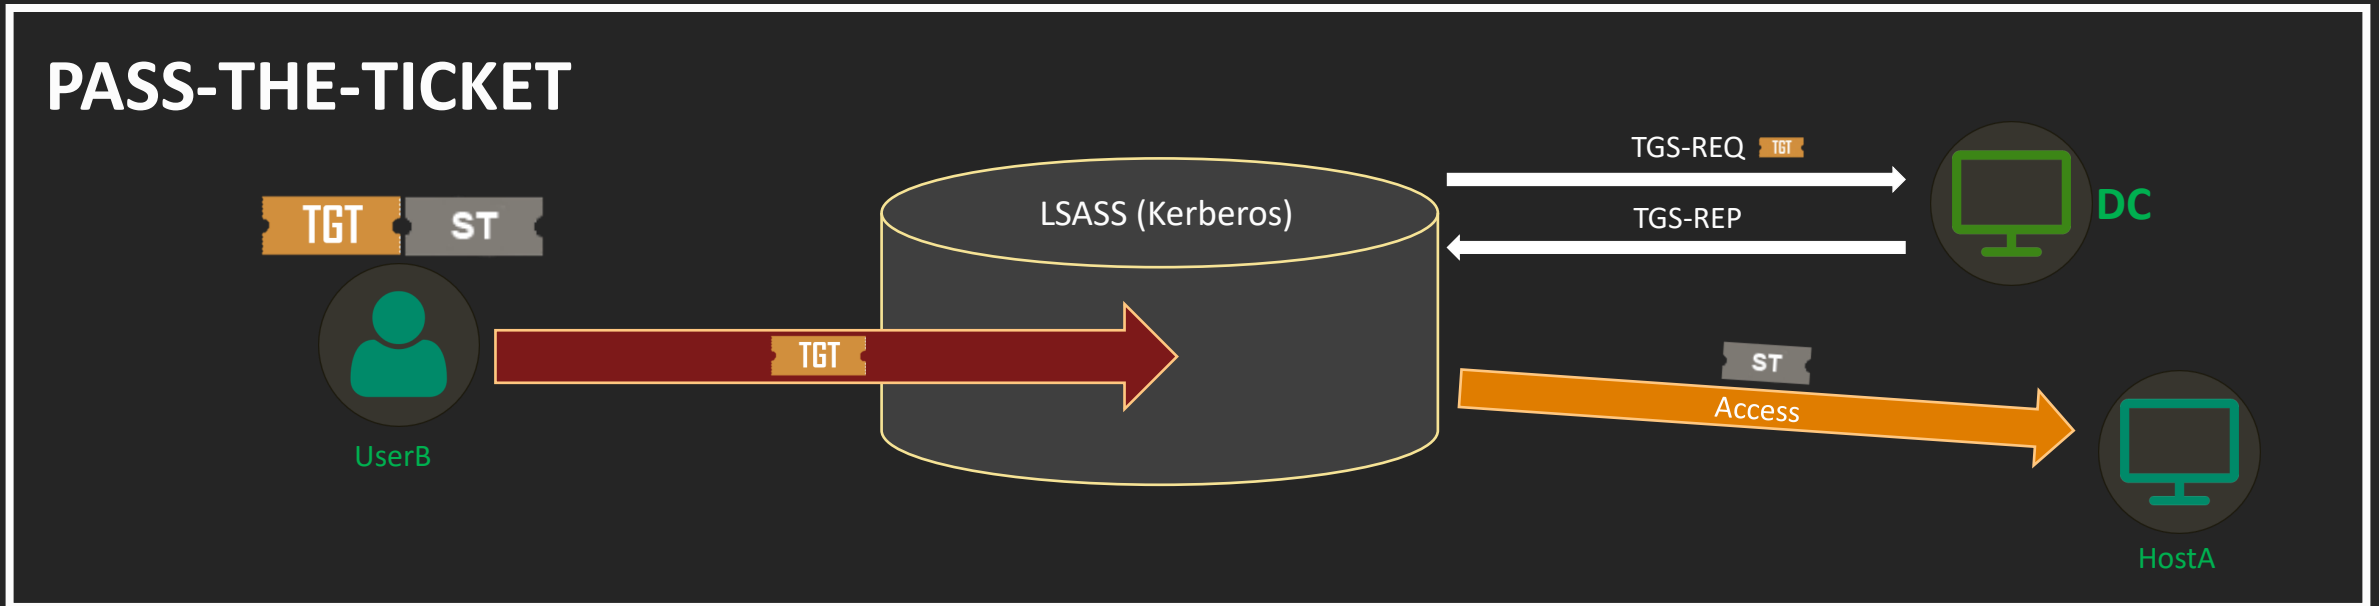 PASS-THE-TICKET
TGS-REQ TGT
DC
TGT ST
LSASS (Kerberos)
TGS-REP
TGT
ST
Access
UserB
HostA